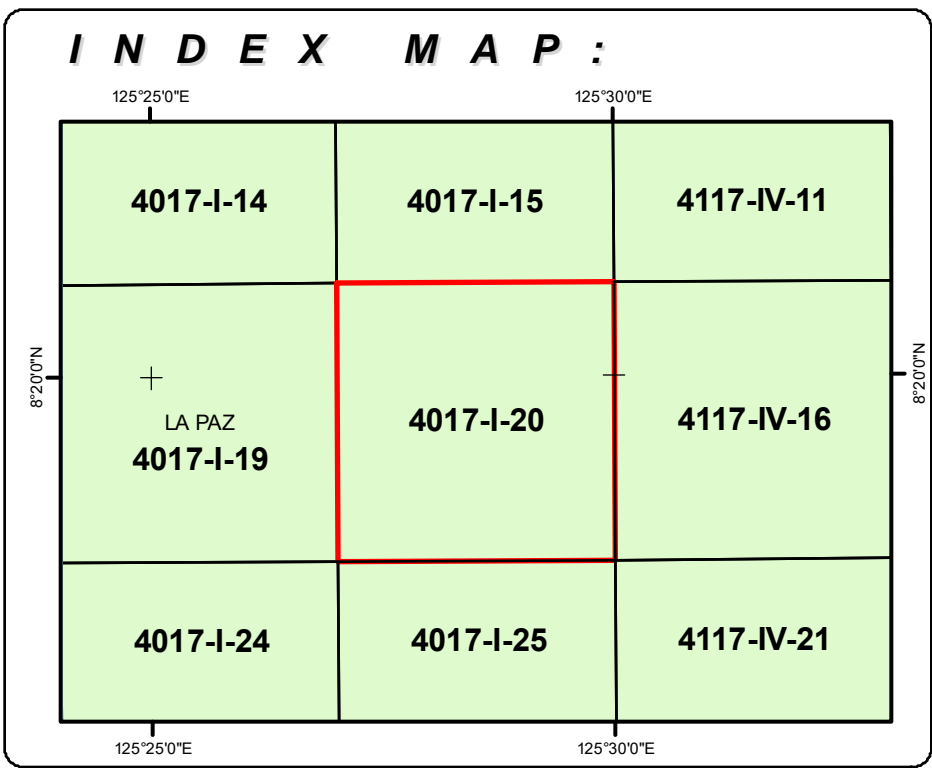 INDEX MAP:
125°25'0"E 125°30'0"E
4017-I-14 4017-I-15 4117-IV-11
8°20'0"N 8°20'0"N
LA PAZ
4017-I-19 4017-I-20 4117-IV-16
4017-I-24 4017-I-25 4117-IV-21
125°25'0"E 125°30'0"E